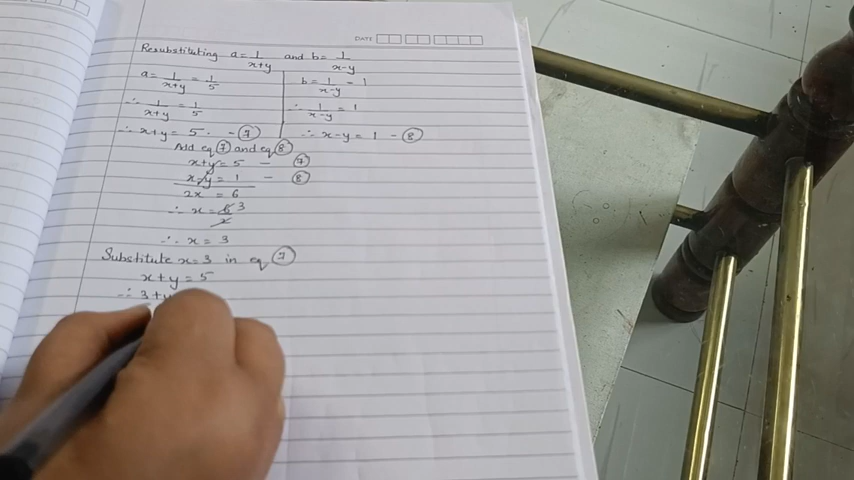 DATE
Resubstituting a = 1/x+y and b = 1/x-y
a = 1/x+y = 1/5
b = 1/x-y = 1
∴ 1/x+y = 1/5
∴ 1/x-y = 1
∴ x+y = 5. - ⑦
∴ x-y = 1 - ⑧
Add eq ⑦ and eq ⑧
x+y = 5 - ⑦
x-y = 1 - ⑧
2x = 6
∴ x = 6/2 3
∴ x = 3
Substitute x=3 in eq ⑦
x+y = 5
∴ 3+y